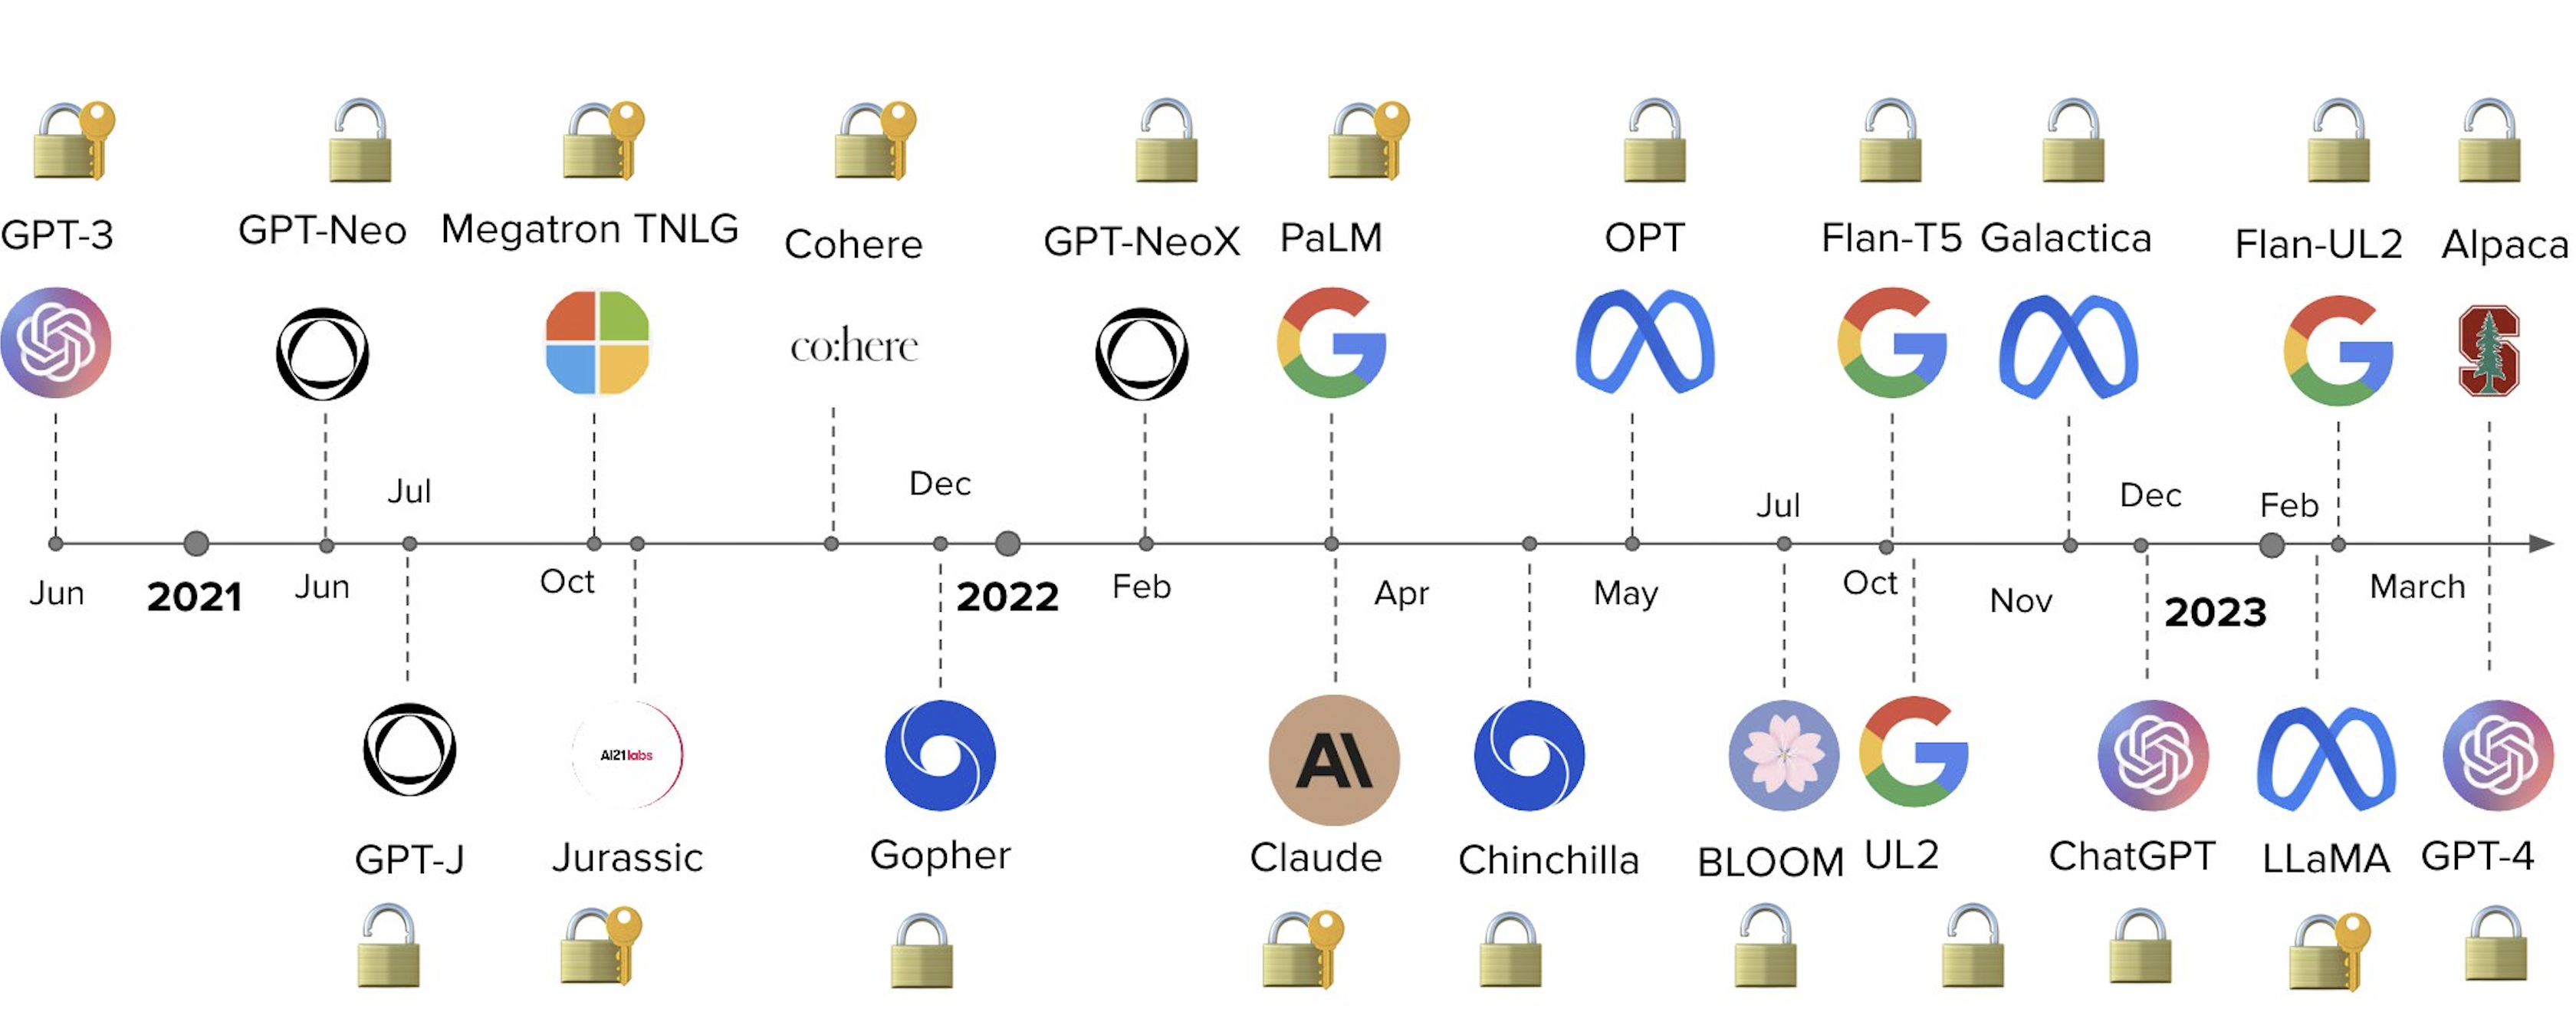 GPT-3
GPT-Neo
Megatron TNLG
Cohere
GPT-NeoX
PaLM
OPT
Flan-T5
Galactica
Flan-UL2
Alpaca
co:here
Jul
Dec
Jul
Dec
Feb
Jun
2021
Jun
Oct
2022
Feb
Apr
May
Oct
Nov
2023
March
AI21labs
AI
GPT-J
Jurassic
Gopher
Claude
Chinchilla
BLOOM
UL2
ChatGPT
LLaMA
GPT-4